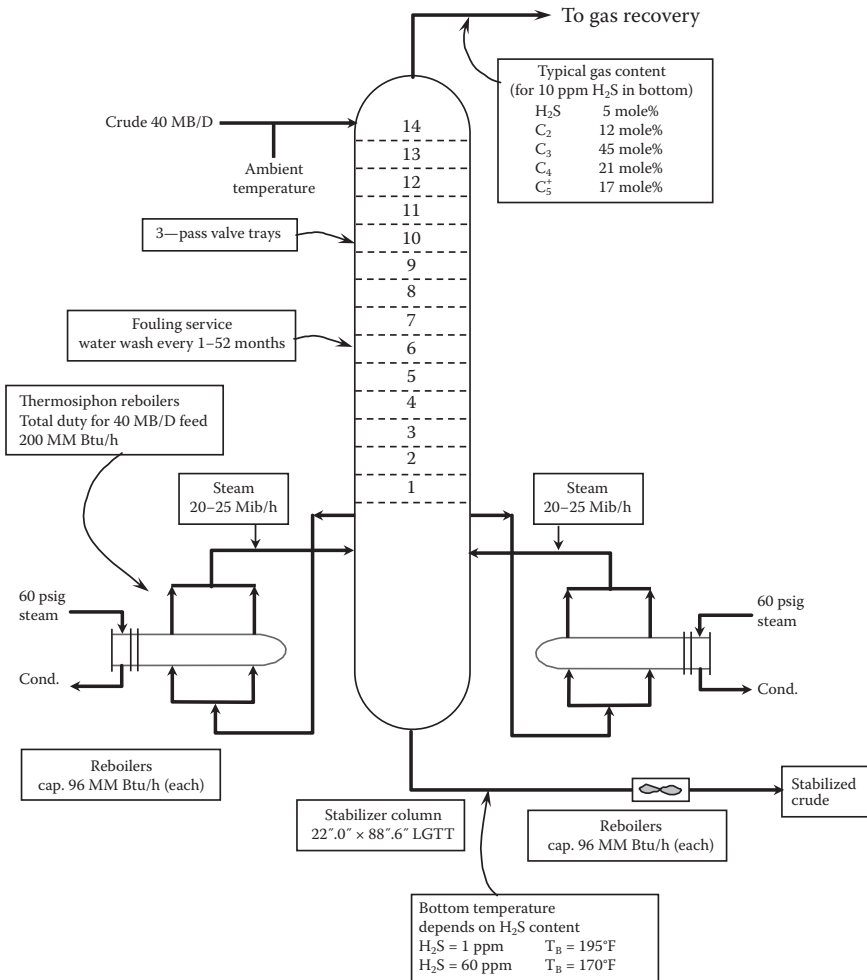 To gas recovery
Typical gas content
(for 10 ppm H₂S in bottom)
H₂S 5 mole%
C₂ 12 mole%
C₃ 45 mole%
C₄ 21 mole%
C₅⁺ 17 mole%
Crude 40 MB/D
Ambient
temperature
14
13
12
11
10
9
8
7
6
5
4
3
2
1
3—pass valve trays
Fouling service
water wash every 1–52 months
Thermosiphon reboilers
Total duty for 40 MB/D feed
200 MM Btu/h
Steam
20–25 Mib/h
Steam
20–25 Mib/h
60 psig
steam
Cond.
60 psig
steam
Cond.
Reboilers
cap. 96 MM Btu/h (each)
Stabilizer column
22″.0″ × 88″.6″ LGTT
Reboilers
cap. 96 MM Btu/h (each)
Stabilized
crude
Bottom temperature
depends on H₂S content
H₂S = 1 ppm T_B = 195°F
H₂S = 60 ppm T_B = 170°F